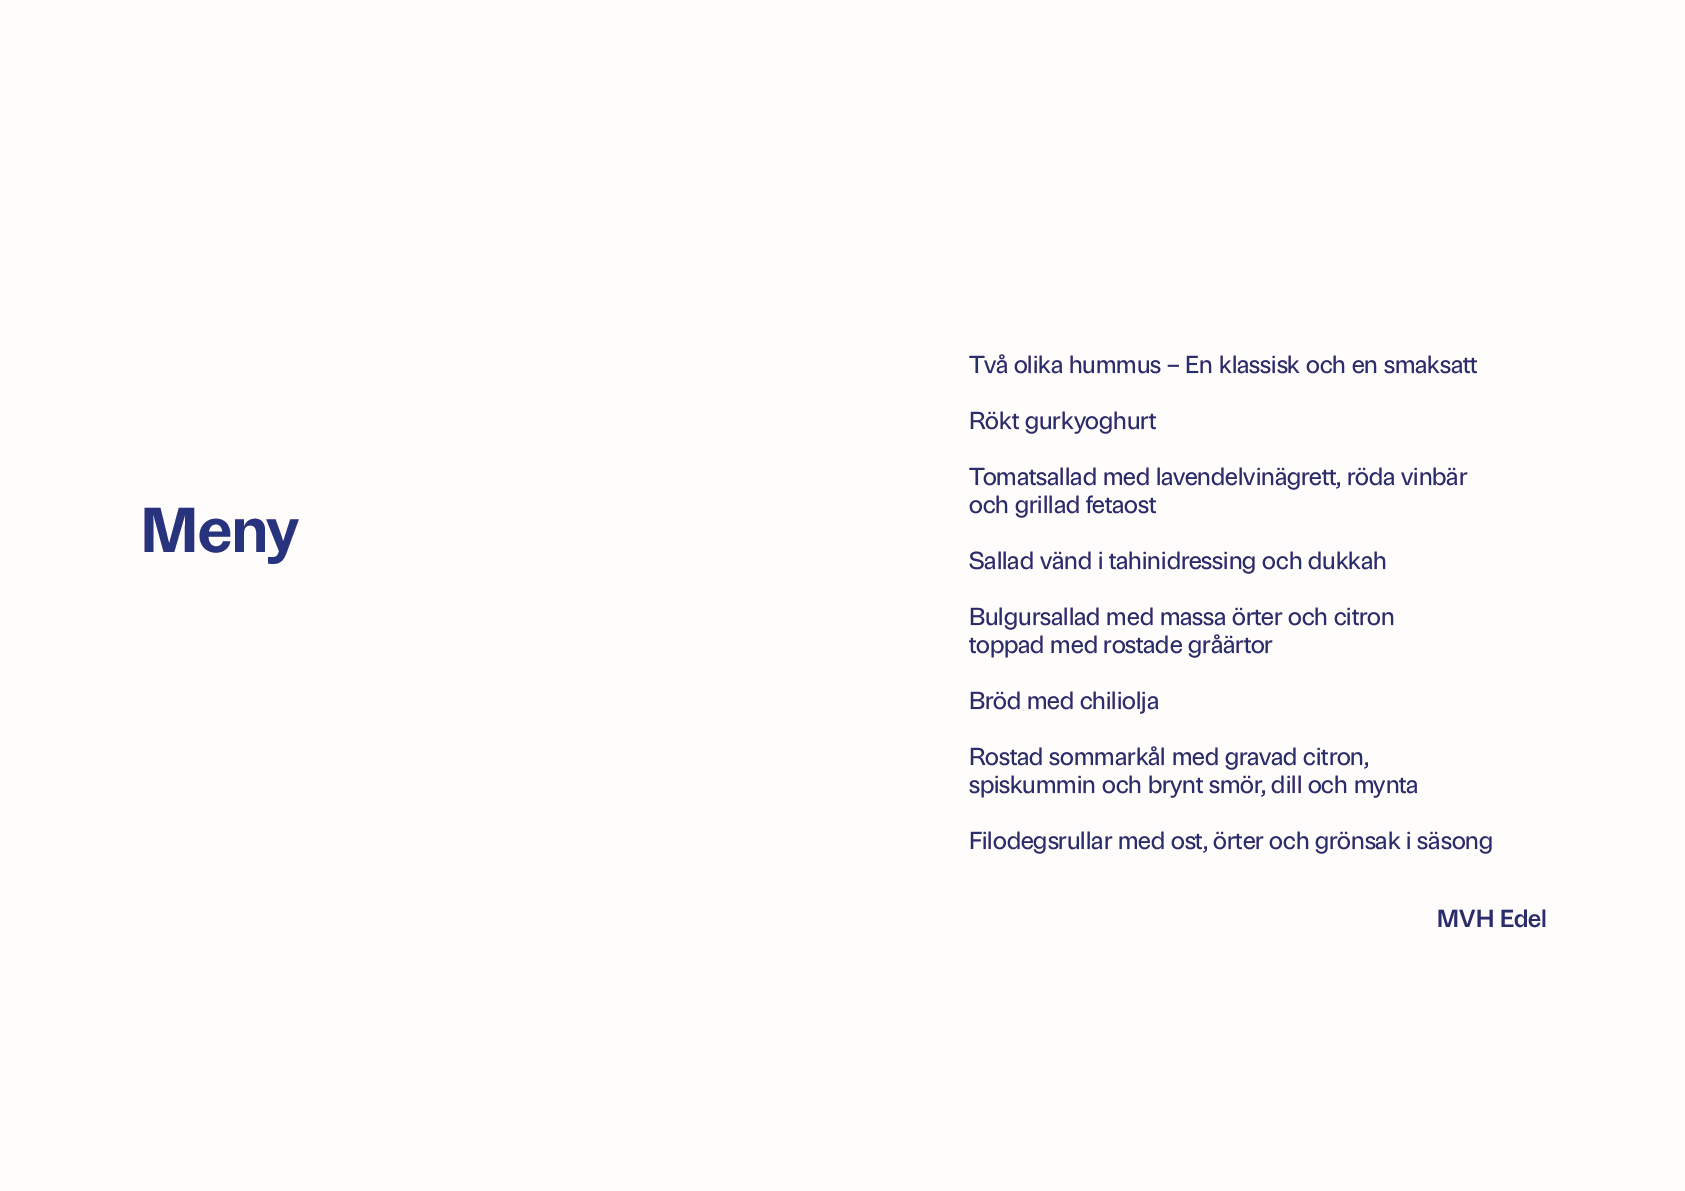 Meny
Två olika hummus – En klassisk och en smaksatt
Rökt gurkyoghurt
Tomatsallad med lavendelvinägrett, röda vinbär
och grillad fetaost
Sallad vänd i tahinidressing och dukkah
Bulgursallad med massa örter och citron
toppad med rostade gråärtor
Bröd med chiliolja
Rostad sommarkål med gravad citron,
spiskummin och brynt smör, dill och mynta
Filodegsrullar med ost, örter och grönsak i säsong
MVH Edel